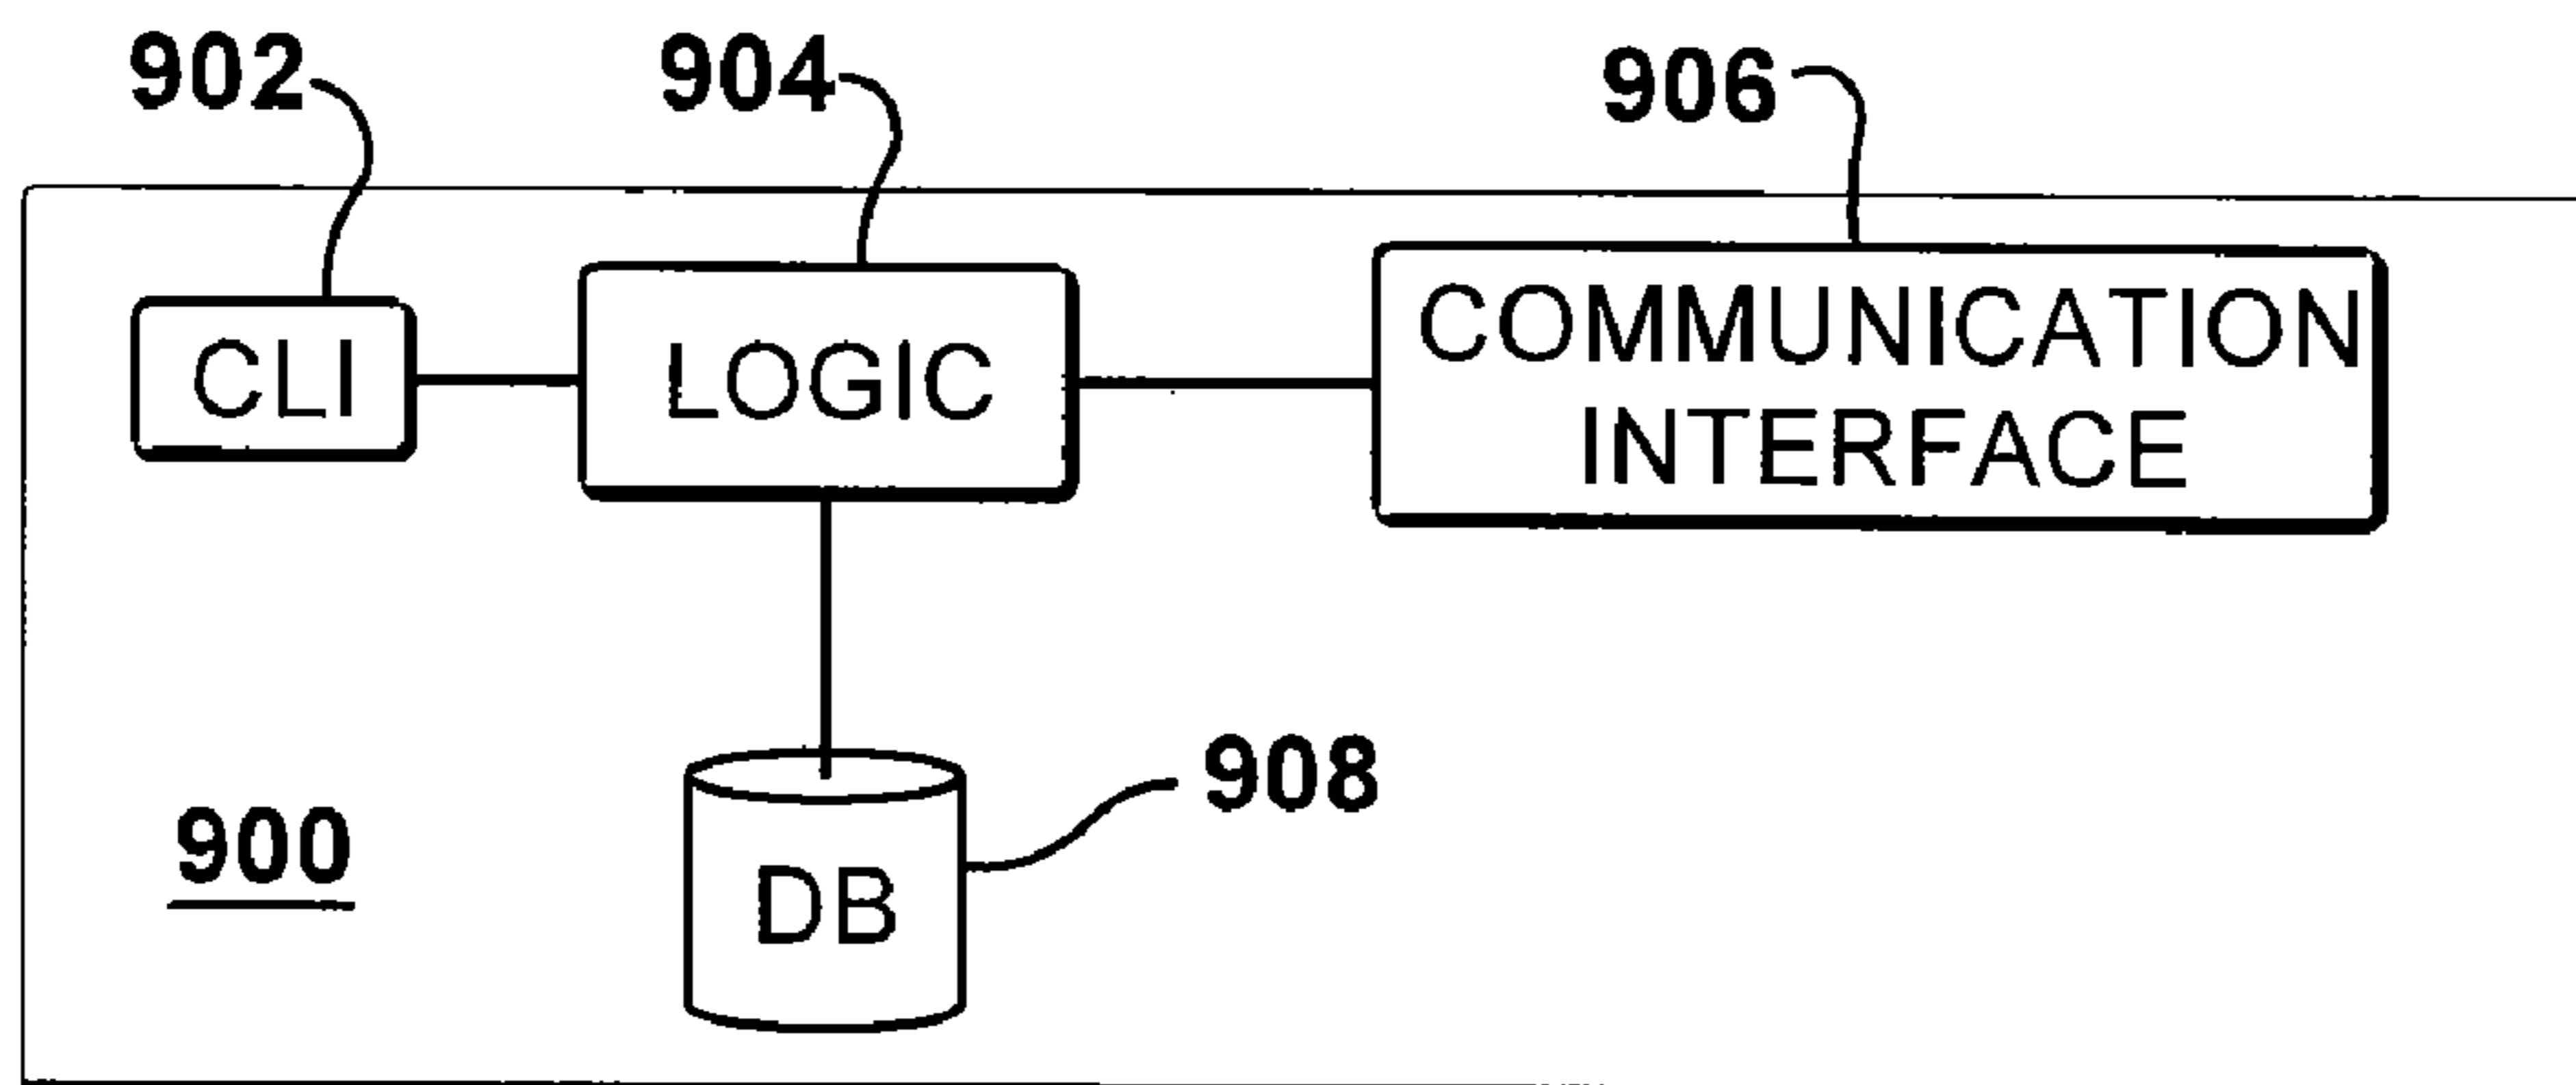 902
904
906
CLI
LOGIC
COMMUNICATION
INTERFACE
908
900
DB